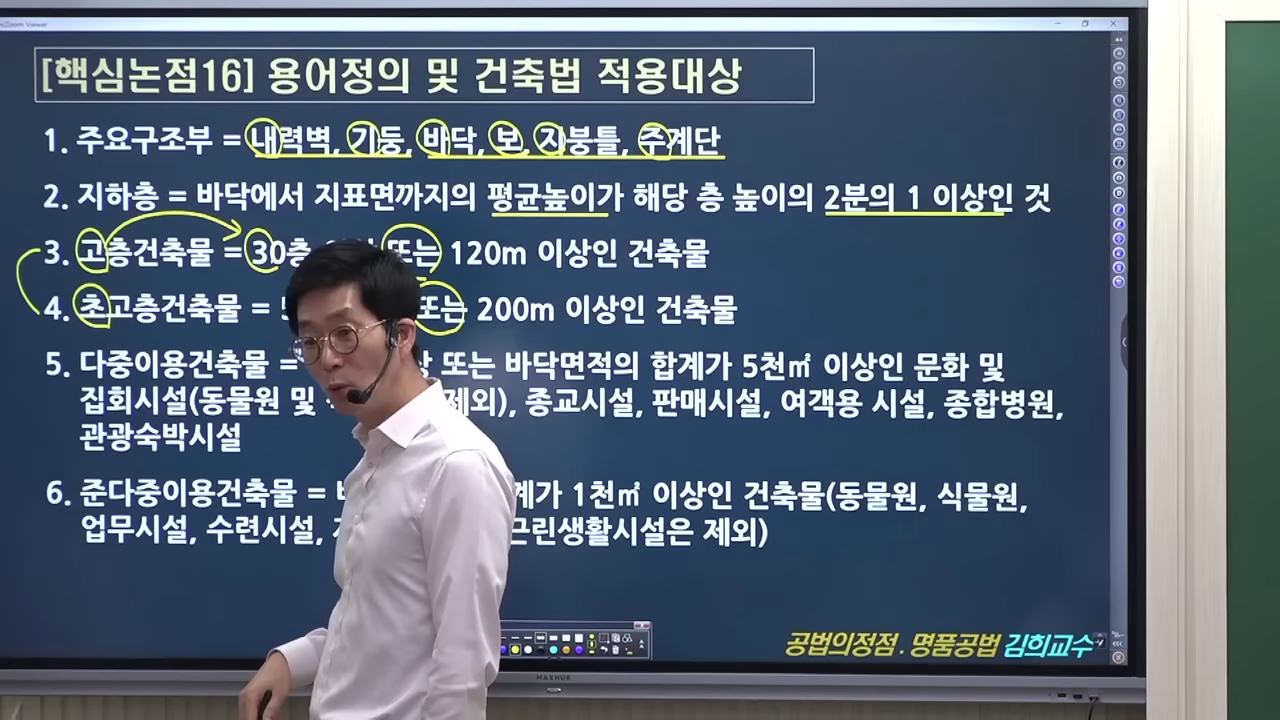 [핵심논점16] 용어정의 및 건축법 적용대상
1. 주요구조부 = 내력벽, 기둥, 바닥, 보, 지붕틀, 주계단
2. 지하층 = 바닥에서 지표면까지의 평균높이가 해당 층 높이의 2분의 1 이상인 것
3. 고층건축물 = 30층 또는 120m 이상인 건축물
4. 초고층건축물 = 또는 200m 이상인 건축물
5. 다중이용건축물 = 또는 바닥면적의 합계가 5천㎡ 이상인 문화 및
집회시설(동물원 및 제외), 종교시설, 판매시설, 여객용 시설, 종합병원,
관광숙박시설
6. 준다중이용건축물 = 1천㎡ 이상인 건축물(동물원, 식물원,
업무시설, 수련시설, 근린생활시설은 제외)
공법의정점 . 명품공법 김희교수
MAXHUB